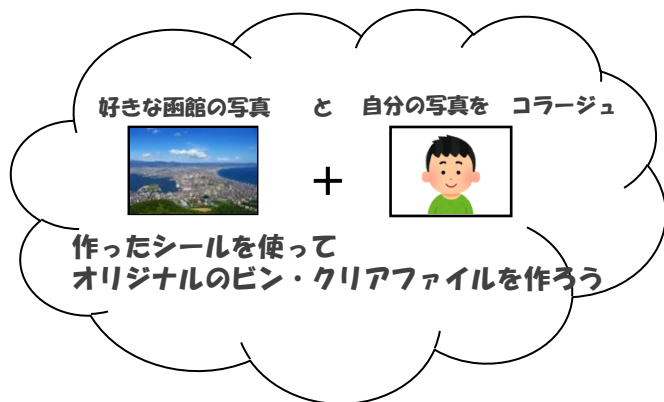 好きな函館の写真　と　自分の写真を　コラージュ
+
作ったシールを使って
オリジナルのビン・クリアファイルを作ろう